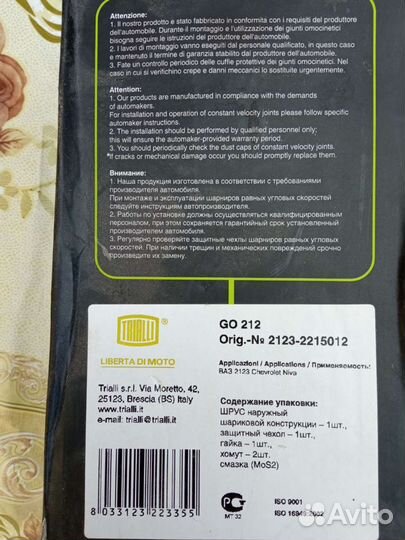 Attenzione:
1. Il nostro prodotto e stato fabbricato in conformita con i requisiti del produttore
dell'automobile. Durante il montaggio e l'utilizzazione dei giunti omocinetici
bisogna seguire le istruzioni del produttore dell'automobile.
2. I lavori di montaggio vanno eseguiti dal personale qualificato, in questo caso
e mantenuto il termine di garanzia stabilito dal produttore dell'automobile.
3. Fate un controllo periodico delle cuffie protettive dei giunti omocinetici. Nel
caso in cui si verifichino crepe e danni meccanici lo sostituite urgentemente.
Attention:
1. Our products are manufactured in compliance with the demands
of automakers.
For installation and operation of constant velocity joints please follow specific
automaker instructions.
2. The installation should be performed by qualified personnel only;
this will ensure the automaker-provided warranty period.
3. You should periodically check the dust caps of constant velocity joints.
If cracks or mechanical damage occur you should promptly replace them.
Внимание:
1. Наша продукция изготовлена в соответствии с требованиями
производителя автомобиля.
При монтаже и эксплуатации шарниров равных угловых скоростей
следуйте инструкциям автопроизводителя.
2. Работы по установке должны осуществляться квалифицированным
персоналом, при этом сохраняется гарантийный срок установленный
автопроизводителем.
3. Регулярно проверяйте защитные чехлы шарниров равных угловых
скоростей. При наличии трещин и механических повреждений срочно
их замените.
TRIALLI
LIBERTA DI MOTO
Trialli s.r.l. Via Moretto, 42,
25123, Brescia (BS) Italy
www.trialli.it
e-mail: trialli@trialli.it
8 033123 223355
GO 212
Orig.-№ 2123-2215012
Applicazioni / Applications / Применяемость:
ВАЗ 2123 Chevrolet Niva
Содержание упаковки:
ШРУС наружный
шариковой конструкции – 1шт.,
защитный чехол – 1шт.,
гайка – 1шт.,
хомут – 2шт.
смазка (MoS2)
МТ 32
ISO 9001
ISO 16949-2002
Avito